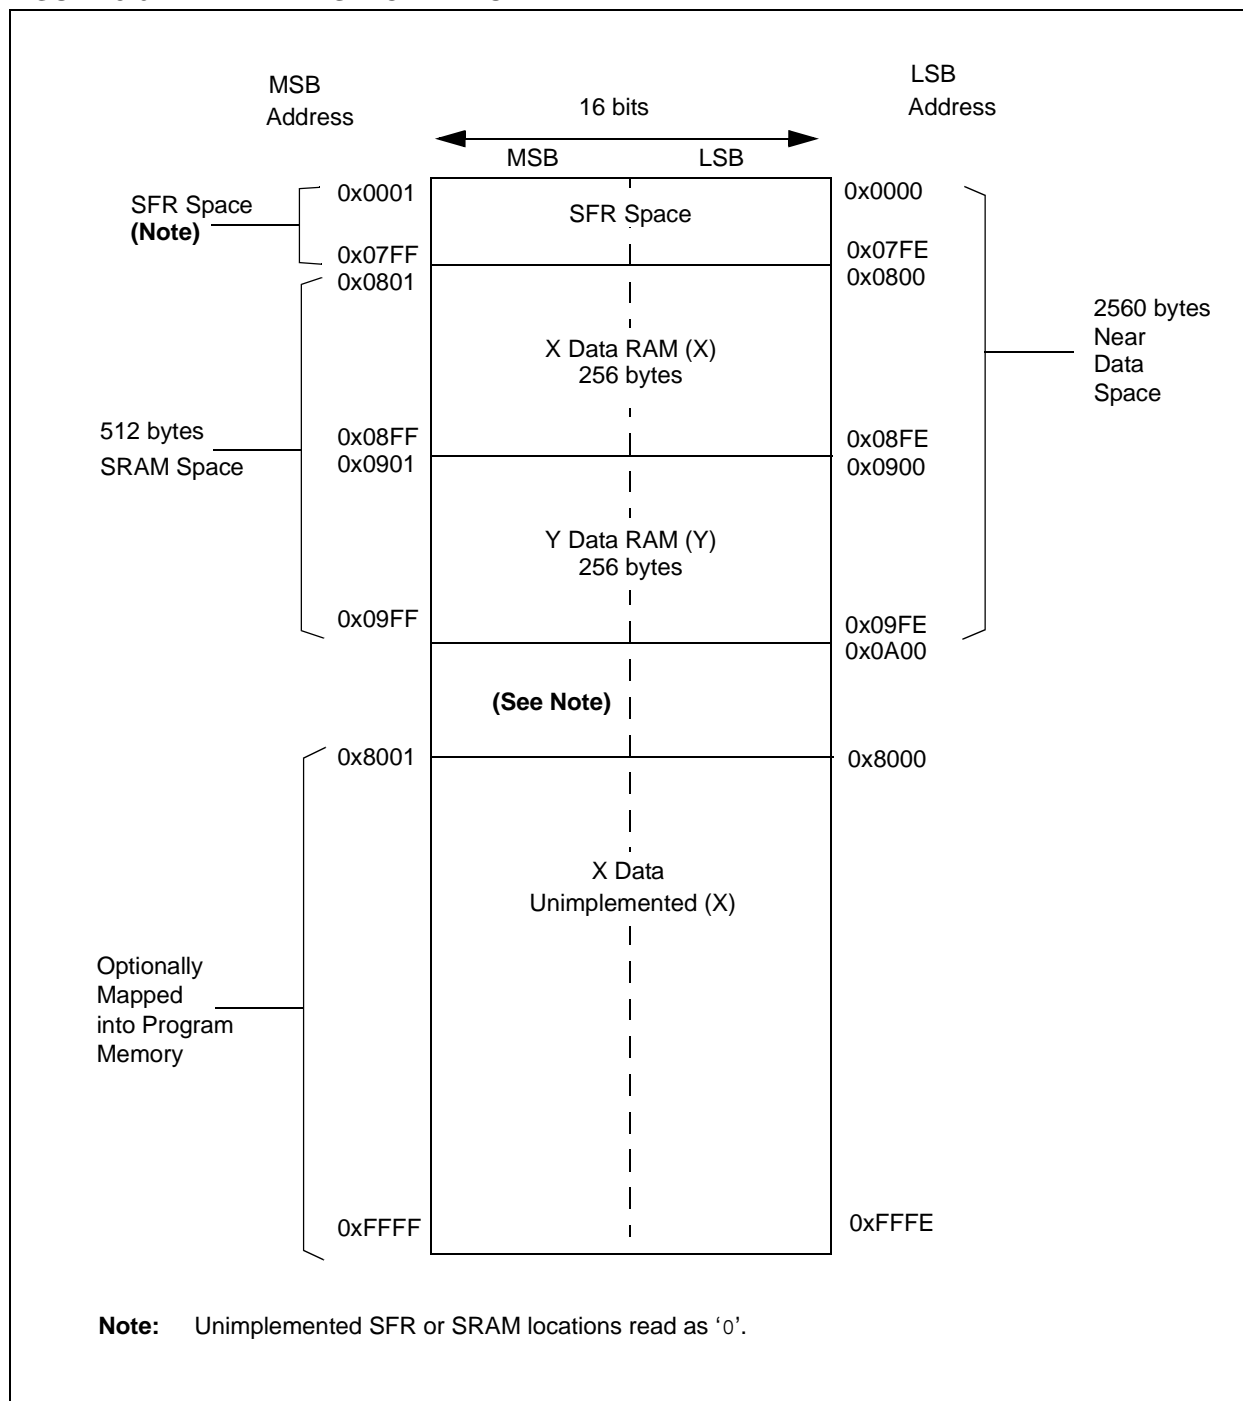 MSB
Address
LSB
Address
16 bits
MSB
LSB
SFR Space
(Note)
0x0001
SFR Space
0x0000
0x07FF
0x07FE
0x0801
0x0800
X Data RAM (X)
256 bytes
2560 bytes
Near
Data
Space
512 bytes
SRAM Space
0x08FF
0x08FE
0x0901
0x0900
Y Data RAM (Y)
256 bytes
0x09FF
0x09FE
0x0A00
(See Note)
0x8001
0x8000
X Data
Unimplemented (X)
Optionally
Mapped
into Program
Memory
0xFFFF
0xFFFE
Note: Unimplemented SFR or SRAM locations read as ‘0’.